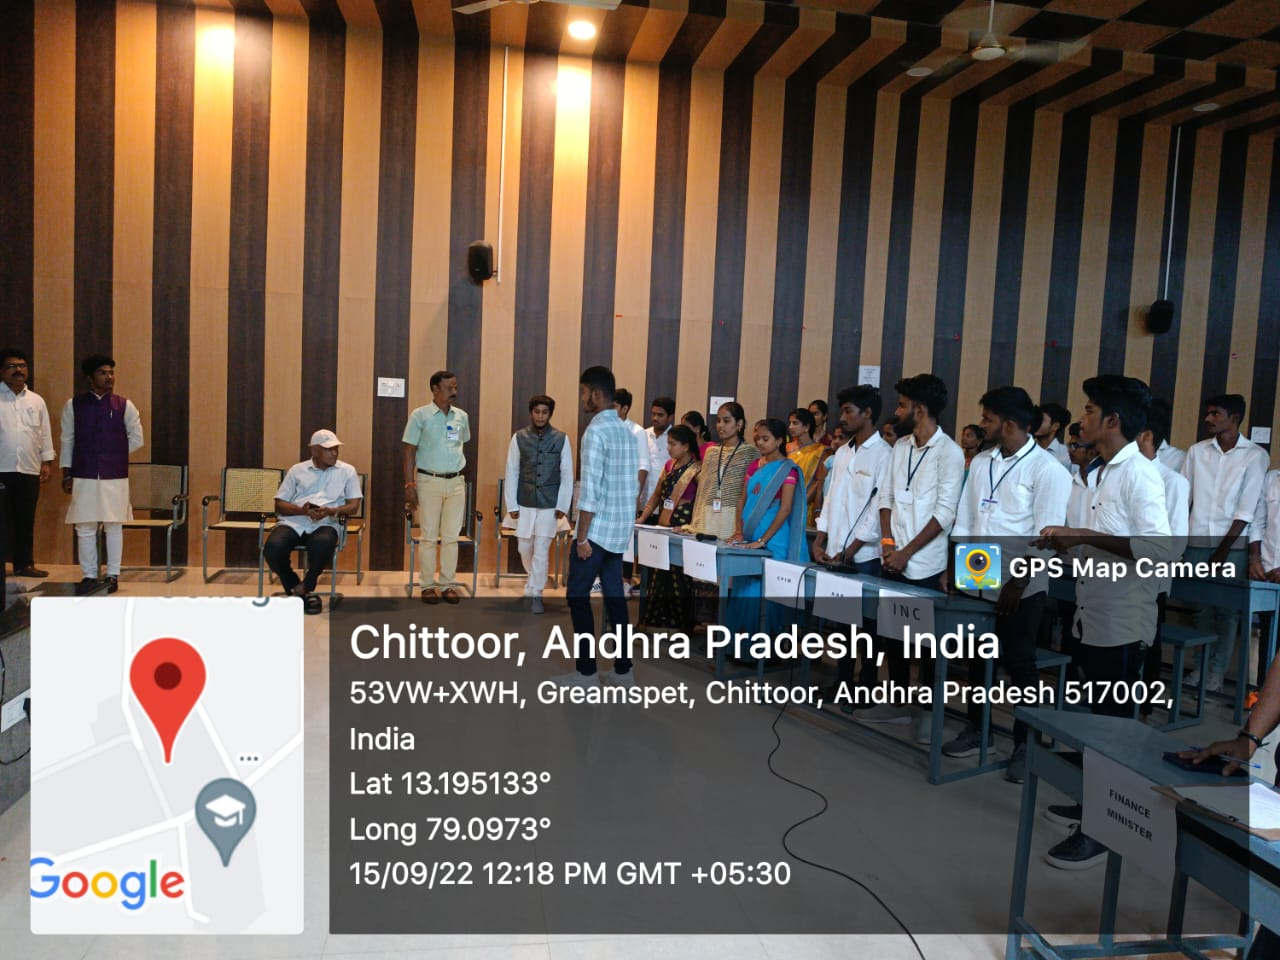 CPI
CPIM
INC
GPS Map Camera
Chittoor, Andhra Pradesh, India
53VW+XWH, Greamspet, Chittoor, Andhra Pradesh 517002,
India
Lat 13.195133°
Long 79.0973°
15/09/22 12:18 PM GMT +05:30
Google
FINANCE
MINISTER